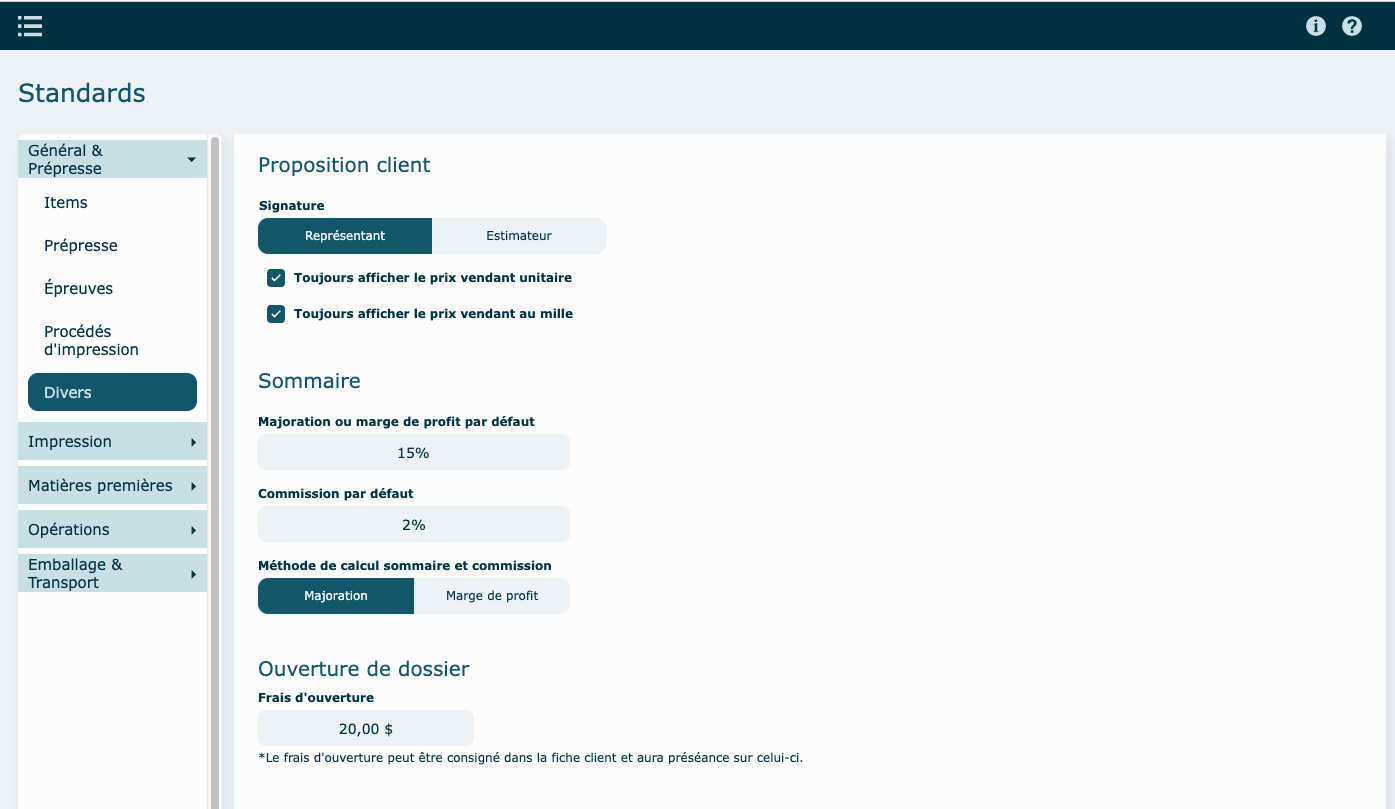 Standards
Général &
Prépresse
Items
Prépresse
Épreuves
Procédés
d'impression
Divers
Impression
Matières premières
Opérations
Emballage &
Transport
Proposition client
Signature
Représentant
Estimateur
Toujours afficher le prix vendant unitaire
Toujours afficher le prix vendant au mille
Sommaire
Majoration ou marge de profit par défaut
15%
Commission par défaut
2%
Méthode de calcul sommaire et commission
Majoration
Marge de profit
Ouverture de dossier
Frais d'ouverture
20,00 $
*Le frais d'ouverture peut être consigné dans la fiche client et aura préséance sur celui-ci.